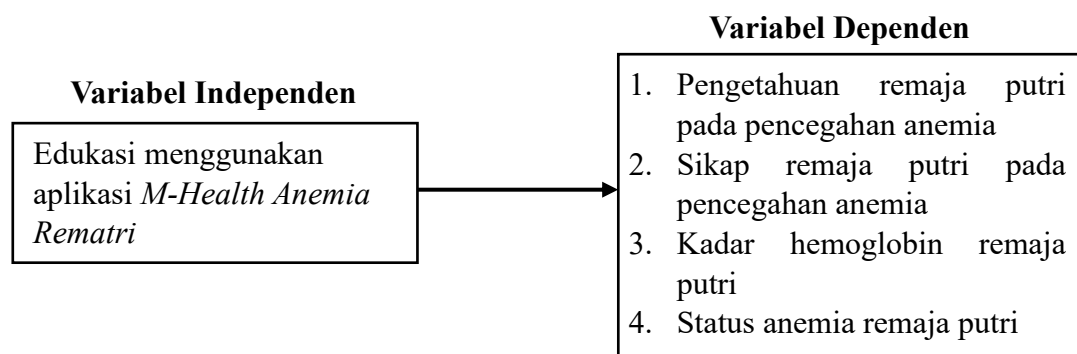 Variabel Independen
Edukasi menggunakan
aplikasi M-Health Anemia
Rematri
Variabel Dependen
1. Pengetahuan remaja putri
pada pencegahan anemia
2. Sikap remaja putri pada
pencegahan anemia
3. Kadar hemoglobin remaja
putri
4. Status anemia remaja putri